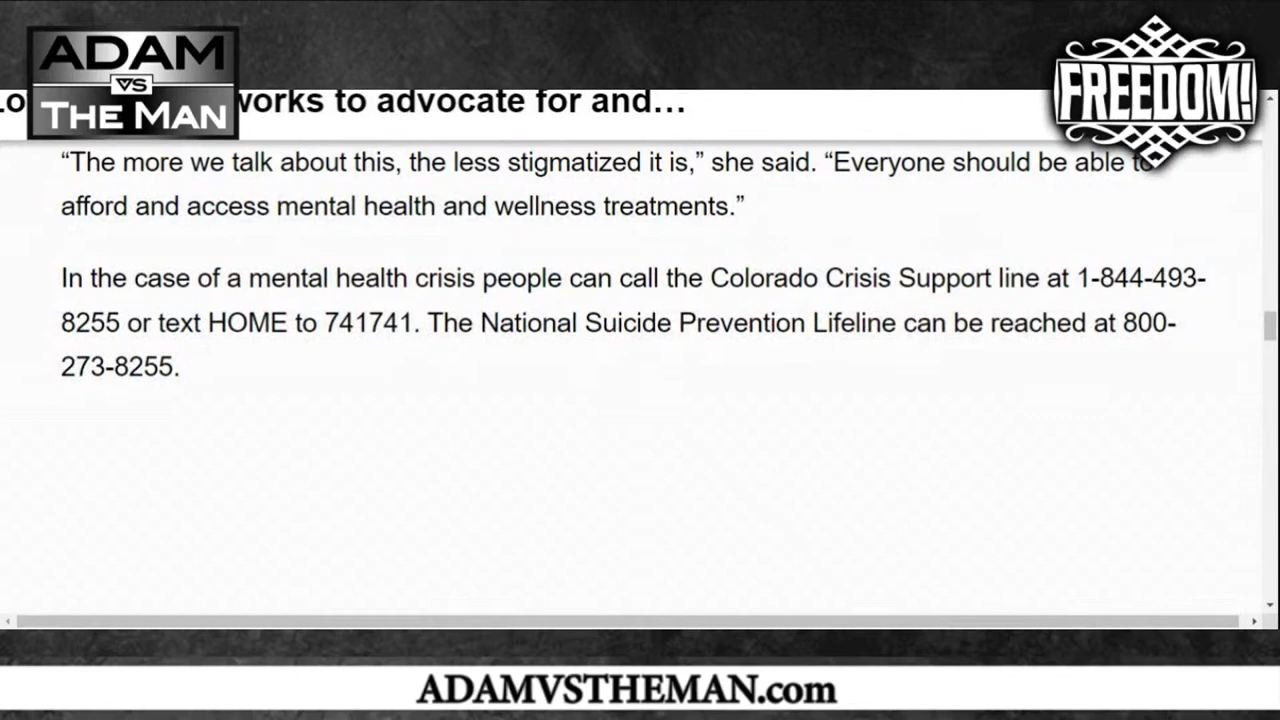 ADAM
VS
THE MAN
FREEDOM!
works to advocate for and…
“The more we talk about this, the less stigmatized it is,” she said. “Everyone should be able to
afford and access mental health and wellness treatments.”
In the case of a mental health crisis people can call the Colorado Crisis Support line at 1-844-493-
8255 or text HOME to 741741. The National Suicide Prevention Lifeline can be reached at 800-
273-8255.
ADAMVSTHEMAN.com